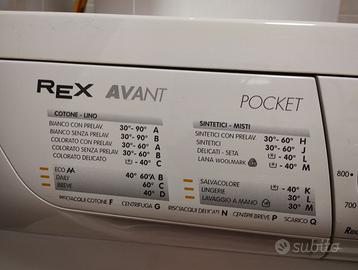 REX AVANT
POCKET
COTONE - LINO
BIANCO CON PRELAV. 30°- 90° A
BIANCO SENZA PRELAV. 30°- 90° B
COLORATO CON PRELAV. 30°- 60° C
COLORATO SENZA PRELAV. 30°- 60° D
COLORATO DELICATO - 40° C
ECO
DAILY 40° 60°A B
BREVE 60° C
40° D
RISCIACQUI COTONE F CENTRIFUGA G
SINTETICI - MISTI
SINTETICI CON PRELAV. 30°- 60° H
DELICATI - SETA 30°- 60° I
LANA WOOLMARK - 40° L
- 40° M
SALVACOLORE
LINGERIE - 40° K
LAVAGGIO A MANO 30° L
30° M
RISCIACQUI DELICATI N CENTRIF.BREVE P SCARICO Q
800
700
Subito